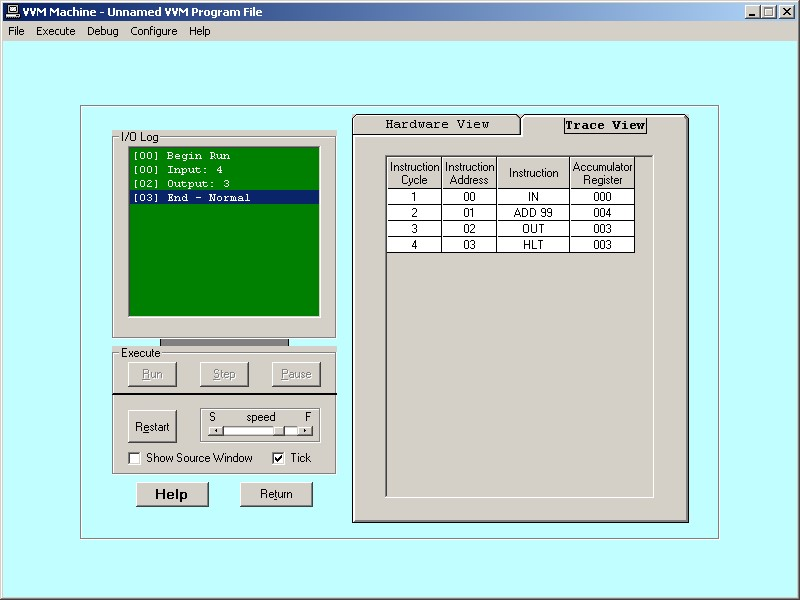 VVM Machine - Unnamed VVM Program File
File Execute Debug Configure Help
I/O Log
[00] Begin Run
[00] Input: 4
[02] Output: 3
[03] End - Normal
Execute
Run Step Pause
Restart
S speed F
Show Source Window Tick
Help Return
Hardware View Trace View
Instruction Cycle Instruction Address Instruction Accumulator Register
1 00 IN 000
2 01 ADD 99 004
3 02 OUT 003
4 03 HLT 003